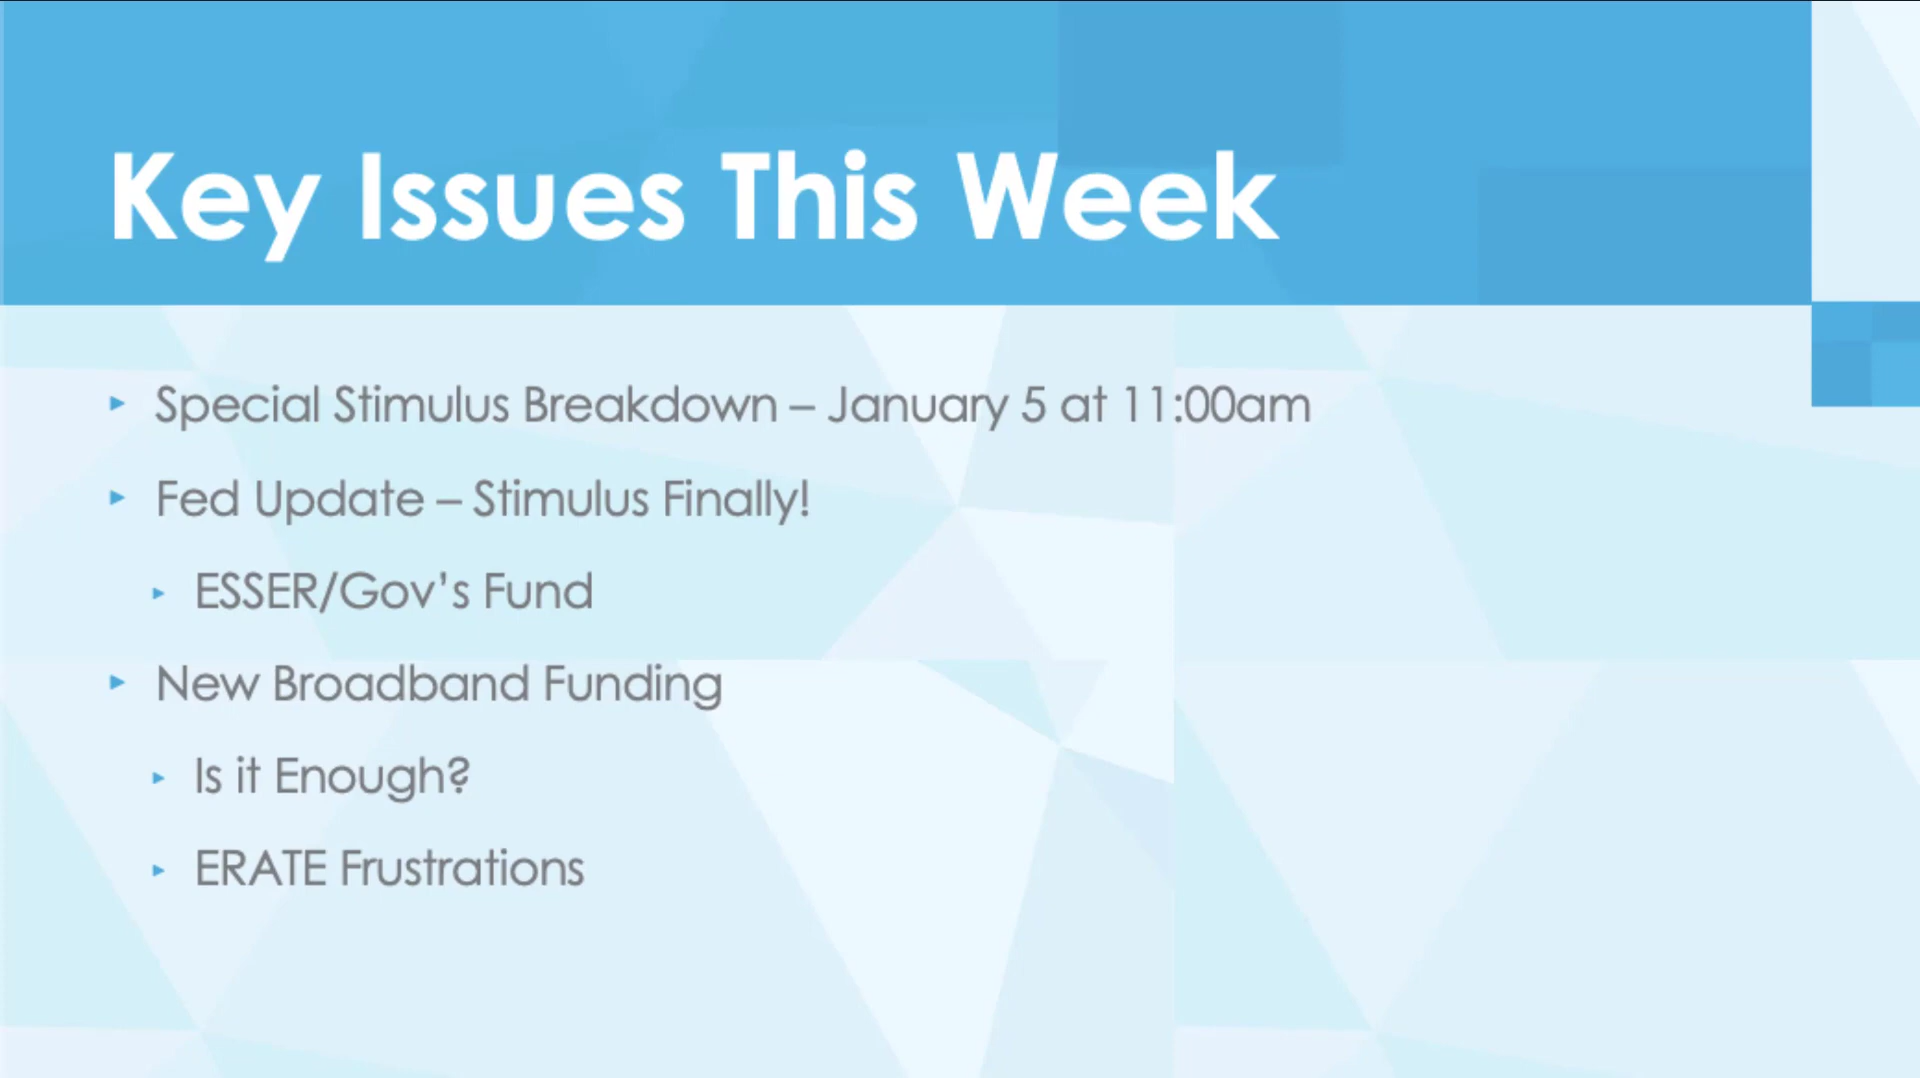 Key Issues This Week
Special Stimulus Breakdown – January 5 at 11:00am
Fed Update – Stimulus Finally!
ESSER/Gov’s Fund
New Broadband Funding
Is it Enough?
ERATE Frustrations